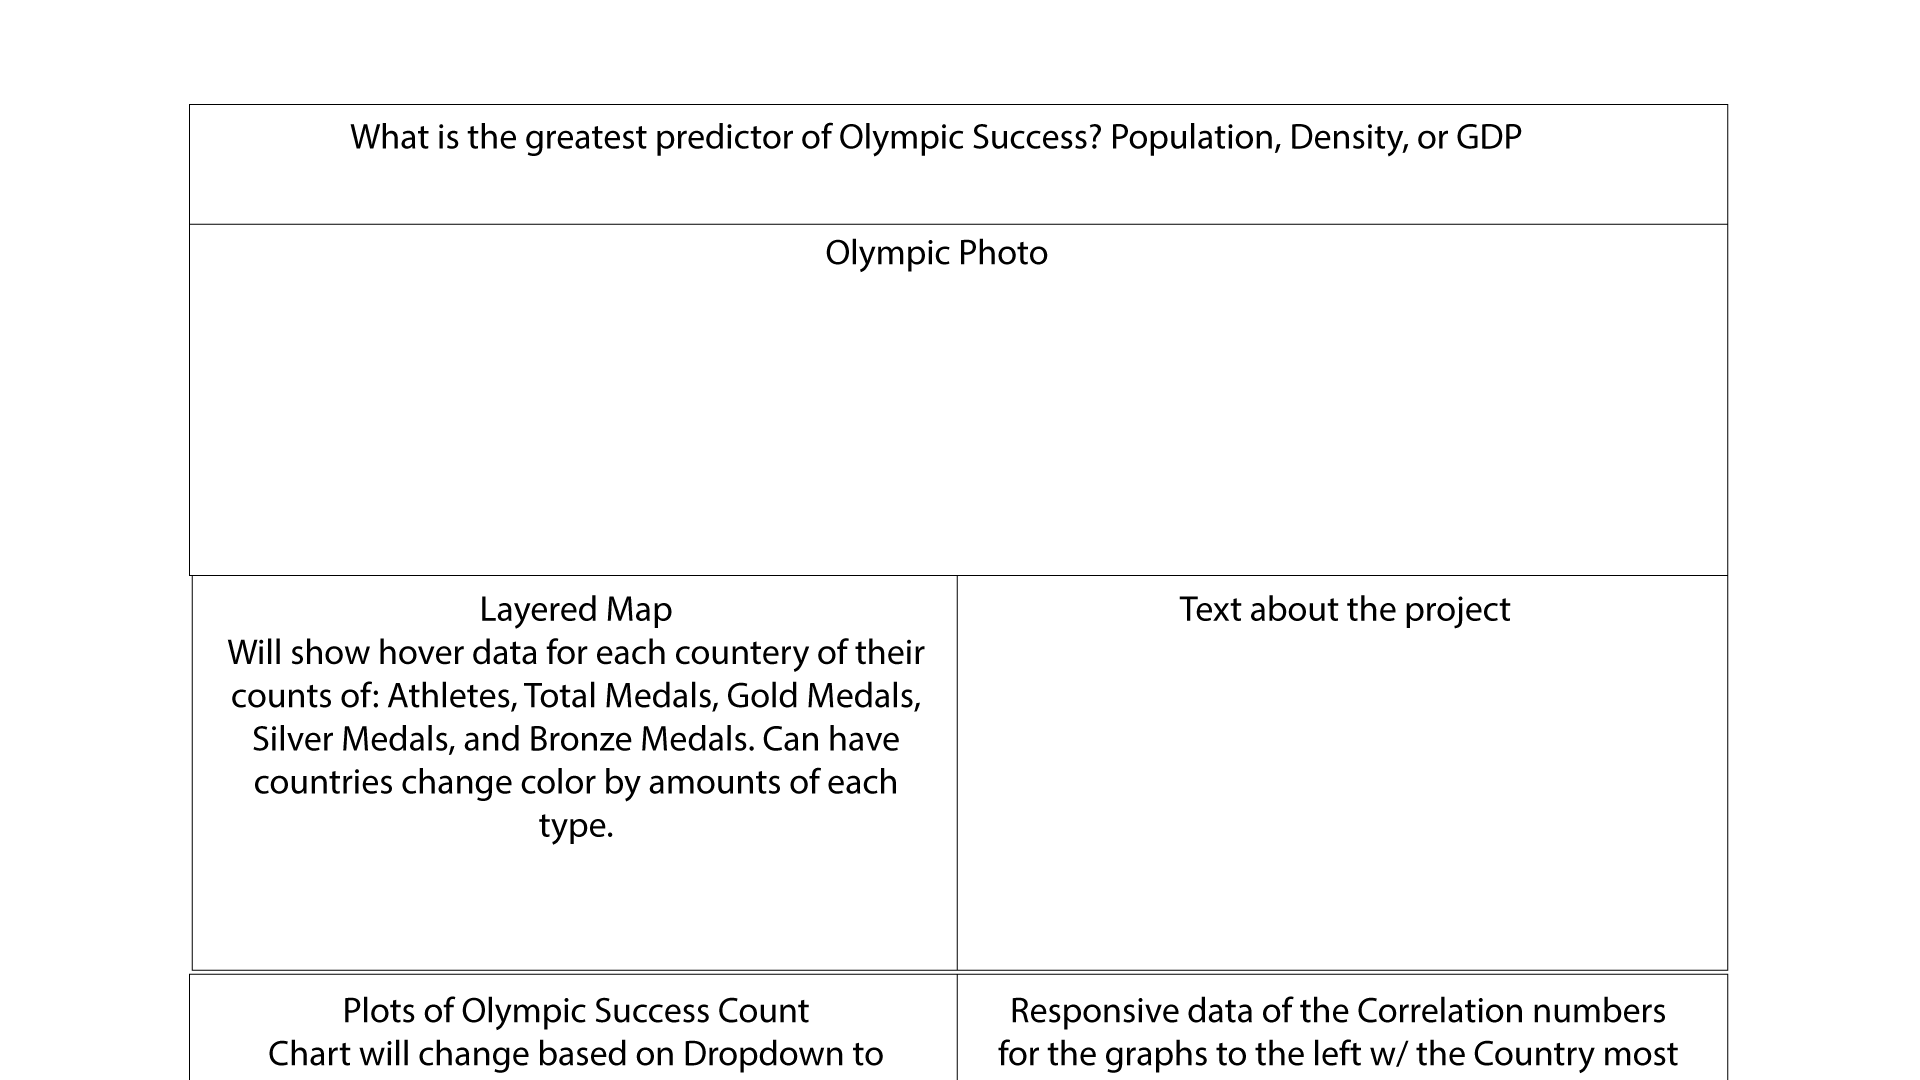 What is the greatest predictor of Olympic Success? Population, Density, or GDP
Olympic Photo
Layered Map
Will show hover data for each countery of their
counts of: Athletes, Total Medals, Gold Medals,
Silver Medals, and Bronze Medals. Can have
countries change color by amounts of each
type.
Text about the project
Plots of Olympic Success Count
Chart will change based on Dropdown to
Responsive data of the Correlation numbers
for the graphs to the left w/ the Country most